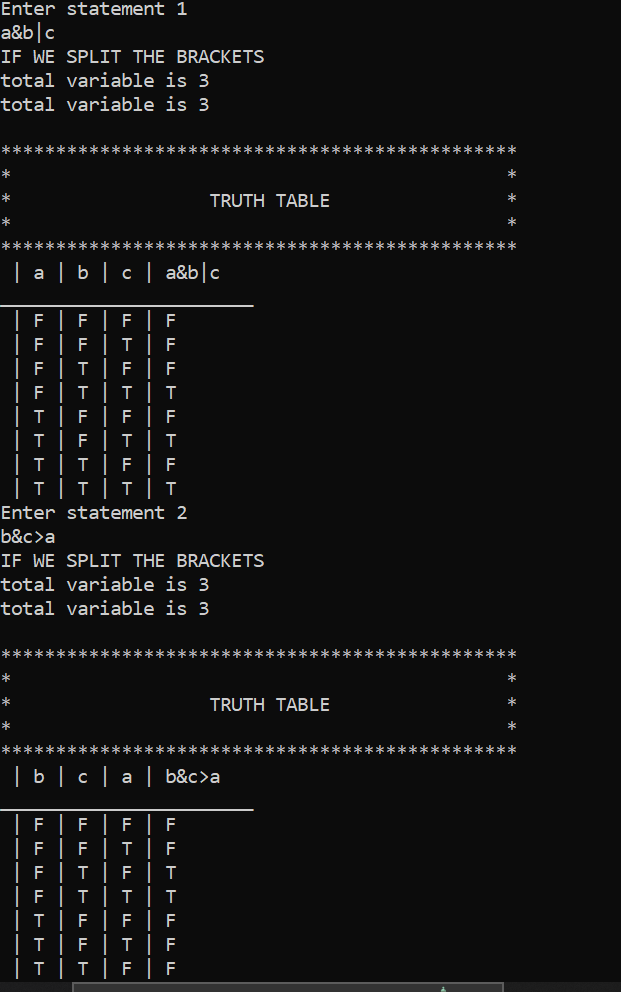 Enter statement 1
a&b|c
IF WE SPLIT THE BRACKETS
total variable is 3
total variable is 3
***********************************************
*                                             *
*                  TRUTH TABLE                *
*                                             *
***********************************************
 | a | b | c | a&b|c
_______________________
 | F | F | F | F
 | F | F | T | F
 | F | T | F | F
 | F | T | T | T
 | T | F | F | F
 | T | F | T | T
 | T | T | F | F
 | T | T | T | T
Enter statement 2
b&c>a
IF WE SPLIT THE BRACKETS
total variable is 3
total variable is 3
***********************************************
*                                             *
*                  TRUTH TABLE                *
*                                             *
***********************************************
 | b | c | a | b&c>a
_______________________
 | F | F | F | F
 | F | F | T | F
 | F | T | F | T
 | F | T | T | T
 | T | F | F | F
 | T | F | T | F
 | T | T | F | F